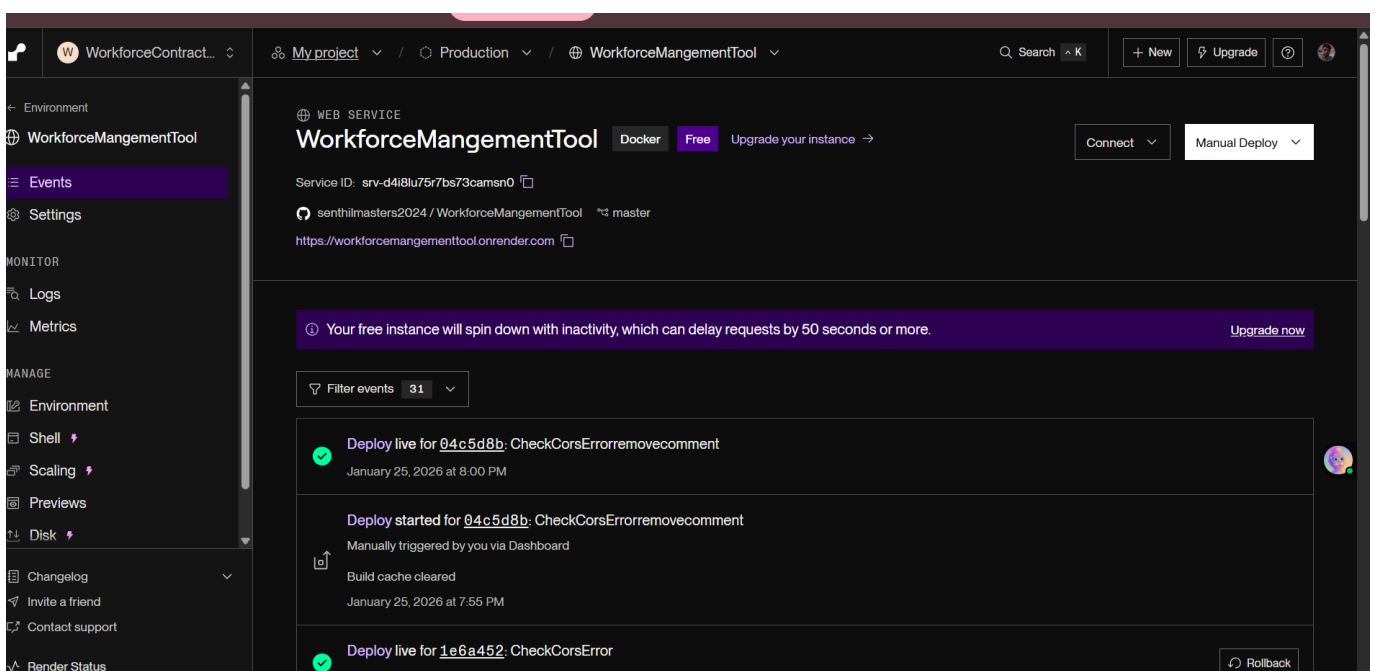 W WorkforceContract...
My project / Production / WorkforceMangementTool
Search ^ K
+ New
Upgrade
← Environment
WorkforceMangementTool
Events
Settings
MONITOR
Logs
Metrics
MANAGE
Environment
Shell
Scaling
Previews
Disk
Changelog
Invite a friend
Contact support
Render Status
WEB SERVICE
WorkforceMangementTool Docker Free Upgrade your instance →
Connect
Manual Deploy
Service ID: srv-d4i8lu75r7bs73camsn0
senthilmasters2024 / WorkforceMangementTool master
https://workforcemangementtool.onrender.com
Your free instance will spin down with inactivity, which can delay requests by 50 seconds or more.
Upgrade now
Filter events 31
Deploy live for 04c5d8b: CheckCorsErrorremovecomment
January 25, 2026 at 8:00 PM
Deploy started for 04c5d8b: CheckCorsErrorremovecomment
Manually triggered by you via Dashboard
Build cache cleared
January 25, 2026 at 7:55 PM
Deploy live for 1e6a452: CheckCorsError
Rollback